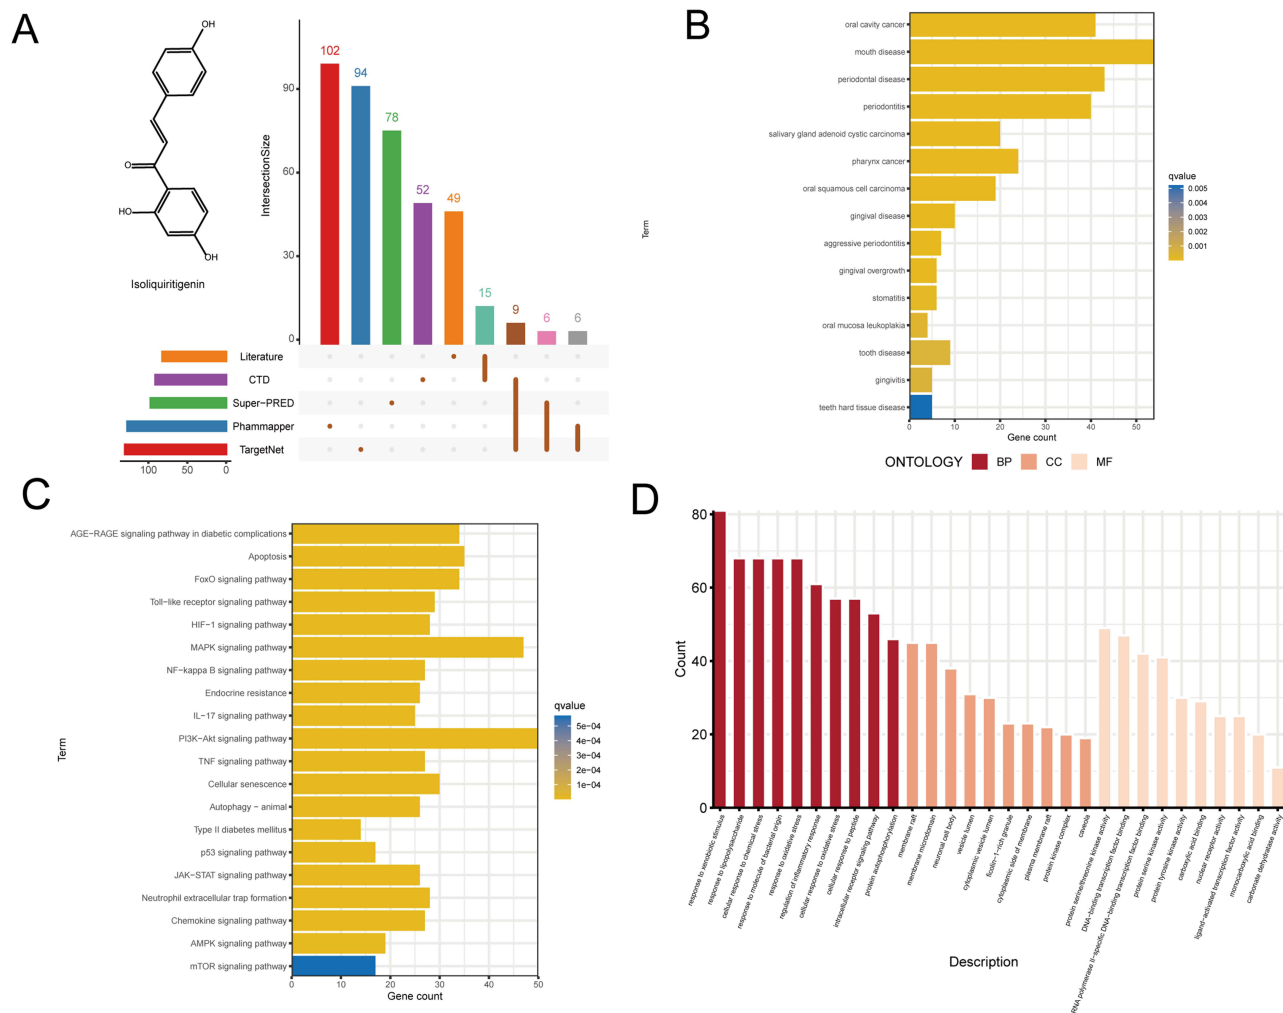 A
OH
O
HO
OH
Isoliquiritigenin
IntersectionSize
90
60
30
0
102
94
78
52
49
15
9
6
6
Literature
CTD
Super-PRED
Phammapper
TargetNet
100
50
0
B
Term
oral cavity cancer
mouth disease
periodontal disease
periodontitis
salivary gland adenoid cystic carcinoma
pharynx cancer
oral squamous cell carcinoma
gingival disease
aggressive periodontitis
gingival overgrowth
stomatitis
oral mucosa leukoplakia
tooth disease
gingivitis
teeth hard tissue disease
0
10
20
30
40
50
Gene count
qvalue
0.005
0.004
0.003
0.002
0.001
C
Term
AGE-RAGE signaling pathway in diabetic complications
Apoptosis
FoxO signaling pathway
Toll-like receptor signaling pathway
HIF-1 signaling pathway
MAPK signaling pathway
NF-kappa B signaling pathway
Endocrine resistance
IL-17 signaling pathway
PI3K-Akt signaling pathway
TNF signaling pathway
Cellular senescence
Autophagy - animal
Type II diabetes mellitus
p53 signaling pathway
JAK-STAT signaling pathway
Neutrophil extracellular trap formation
Chemokine signaling pathway
AMPK signaling pathway
mTOR signaling pathway
0
10
20
30
40
50
Gene count
qvalue
5e-04
4e-04
3e-04
2e-04
1e-04
D
ONTOLOGY BP CC MF
Count
80
60
40
20
0
response to xenobiotic stimulus
response to lipopolysaccharide
cellular response to chemical stress
response to molecule of bacterial origin
response to oxidative stress
regulation of inflammatory response
cellular response to oxidative stress
cellular response to peptide
intracellular receptor signaling pathway
protein autophosphorylation
membrane raft
membrane microdomain
neuronal cell body
vesicle lumen
cytoplasmic vesicle lumen
ficolin-1-rich granule
cytoplasmic side of membrane
plasma membrane raft
protein kinase complex
caveola
protein serine/threonine kinase activity
DNA-binding transcription factor binding
RNA polymerase II-specific DNA-binding transcription factor binding
protein serine kinase activity
protein tyrosine kinase activity
carboxylic acid binding
nuclear receptor activity
ligand-activated transcription factor activity
monocarboxylic acid binding
carbonate dehydratase activity
Description